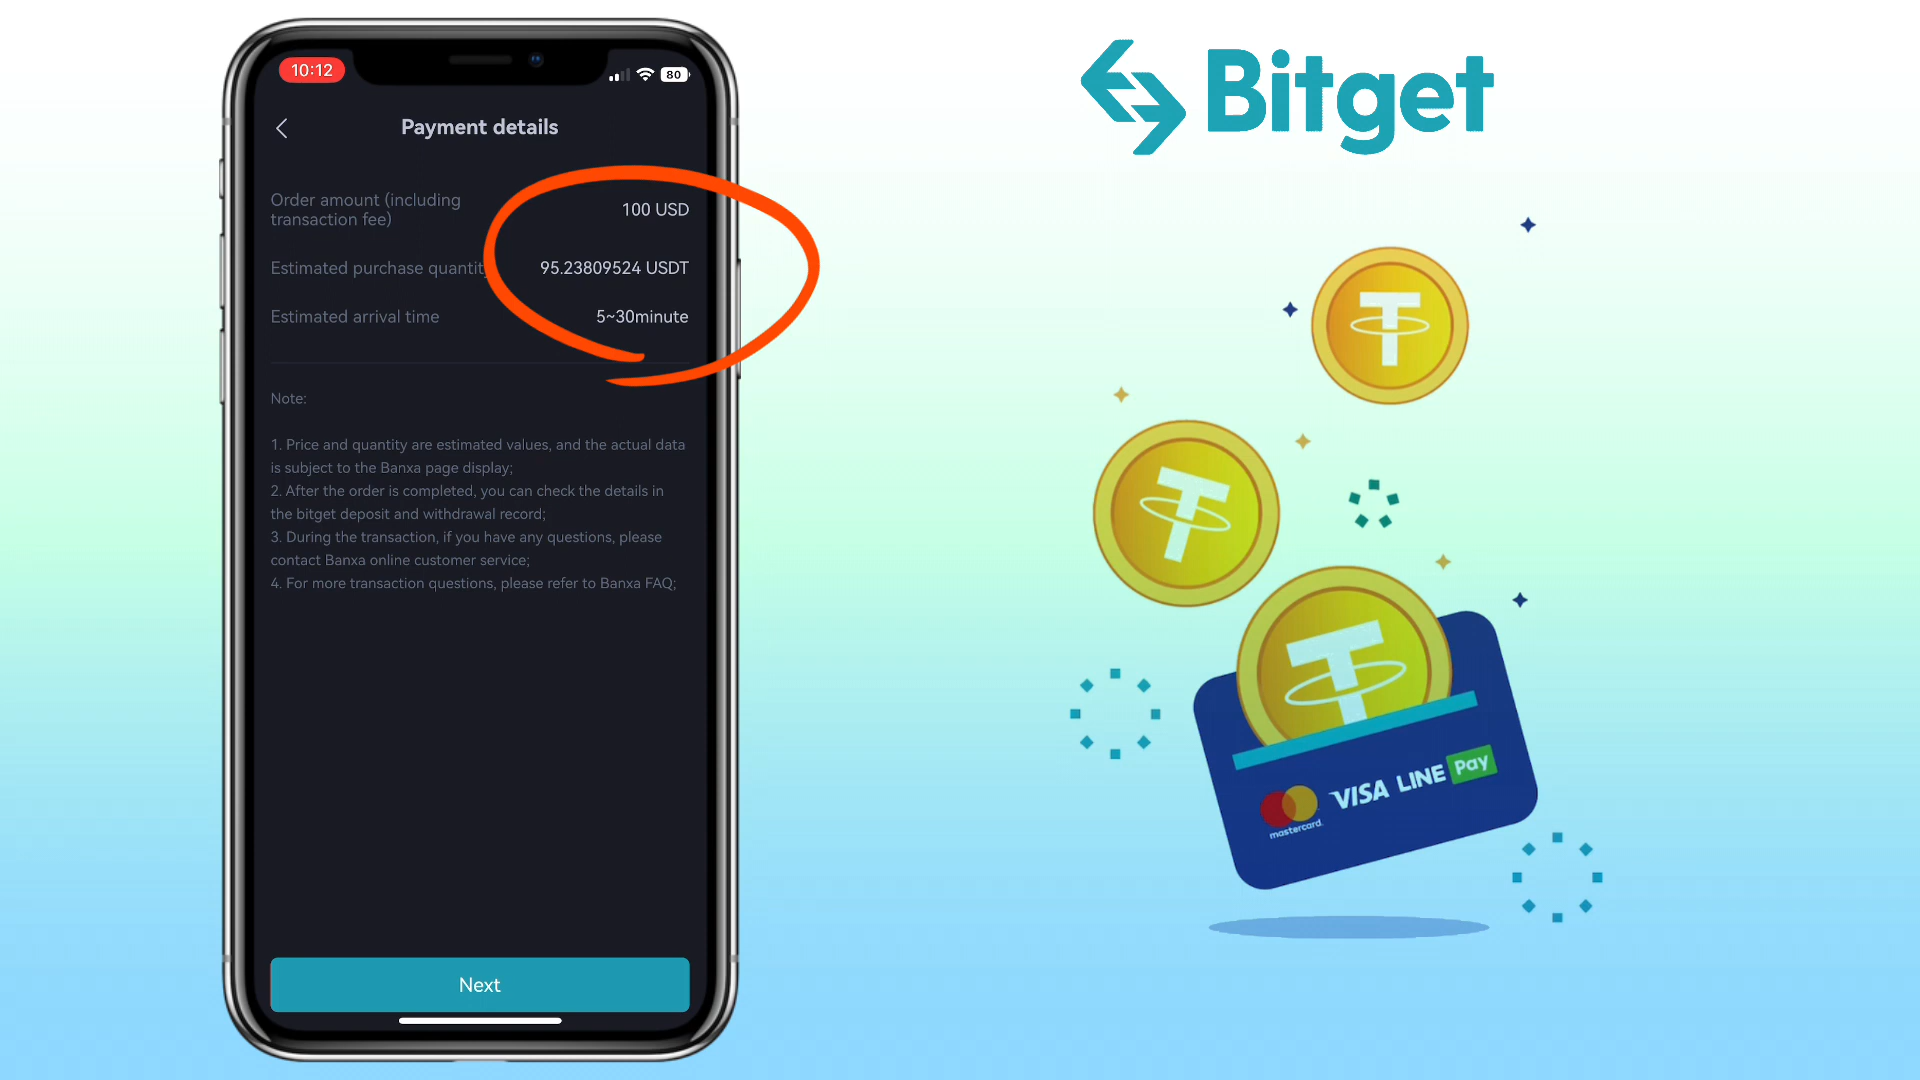 10:12
80
Payment details
Order amount (including
transaction fee)
100 USD
Estimated purchase quantity
95.23809524 USDT
Estimated arrival time
5~30minute
Note:
1. Price and quantity are estimated values, and the actual data
is subject to the Banxa page display;
2. After the order is completed, you can check the details in
the bitget deposit and withdrawal record;
3. During the transaction, if you have any questions, please
contact Banxa online customer service;
4. For more transaction questions, please refer to Banxa FAQ;
Next
Bitget
mastercard.
VISA LINE Pay